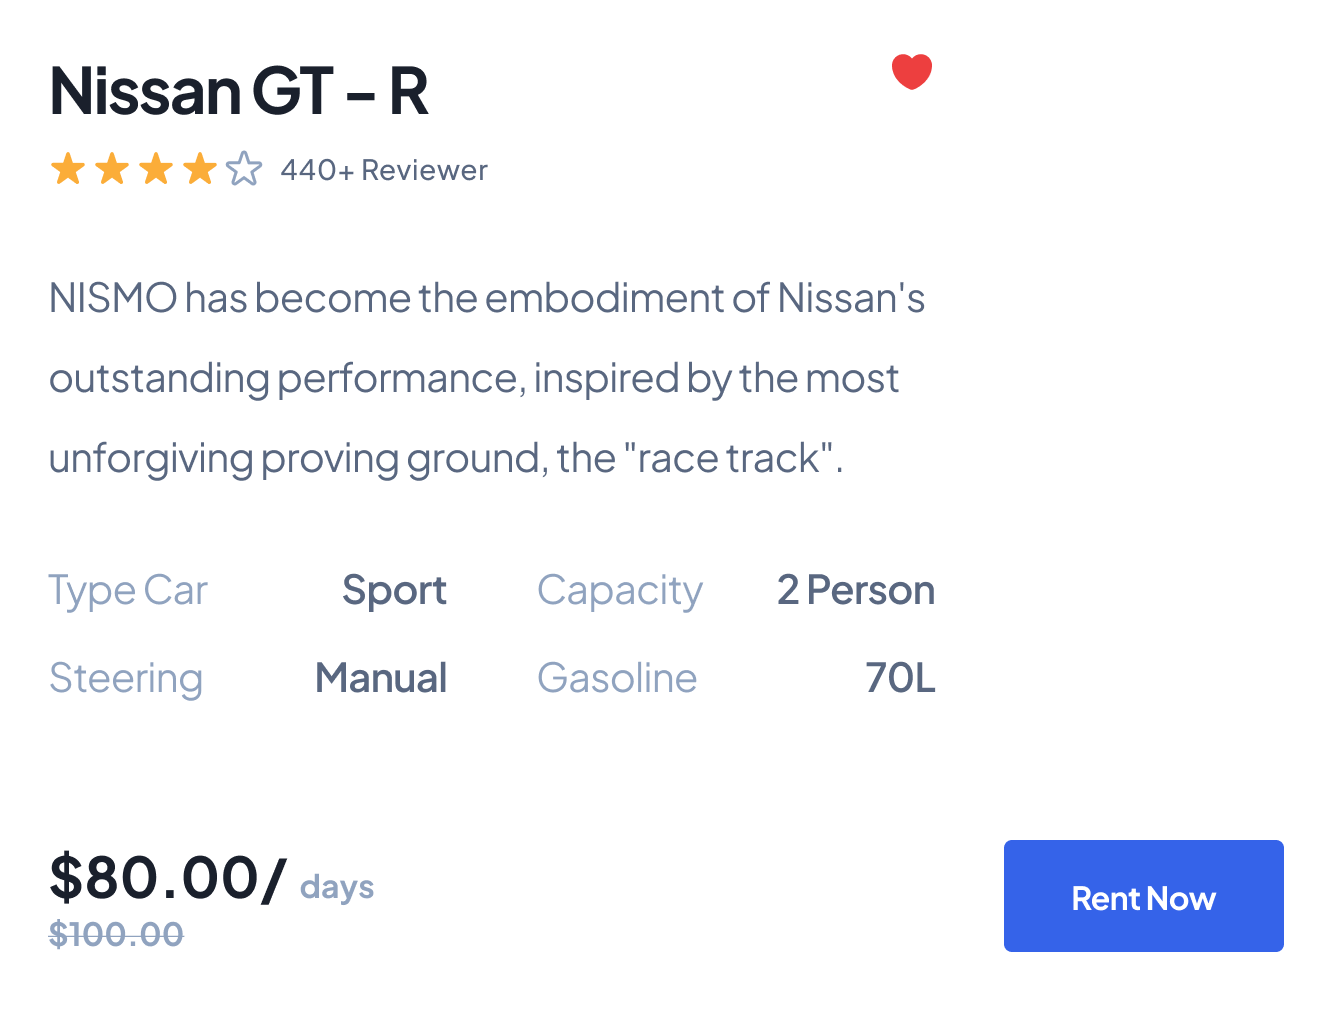 Nissan GT – R
440+ Reviewer
NISMO has become the embodiment of Nissan's
outstanding performance, inspired by the most
unforgiving proving ground, the "race track".
Type Car Sport Capacity 2 Person
Steering Manual Gasoline 70L
$80.00/ days
$100.00
Rent Now